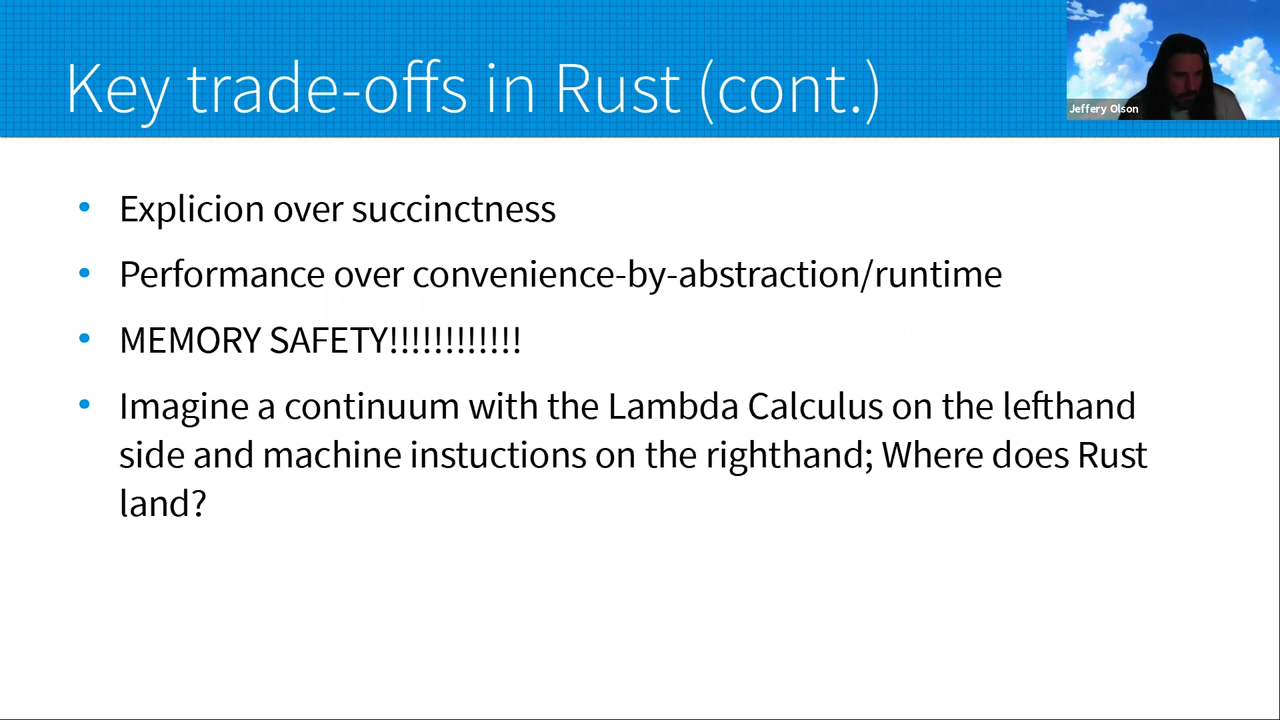 Key trade-offs in Rust (cont.)
Jeffery Olson
• Explicion over succinctness
• Performance over convenience-by-abstraction/runtime
• MEMORY SAFETY!!!!!!!!!!!!
• Imagine a continuum with the Lambda Calculus on the lefthand
side and machine instuctions on the righthand; Where does Rust
land?